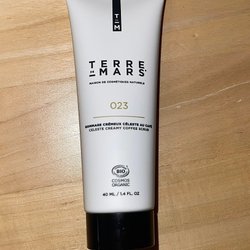 T
M
TERRE
DE
MARS
MAISON DE COSMÉTIQUES NATURELS
023
GOMMAGE CRÉMEUX CÉLESTE AU CAFÉ
CELESTE CREAMY COFFEE SCRUB
BIO
COSMOS
ORGANIC
40 ML / 1.4 FL. OZ